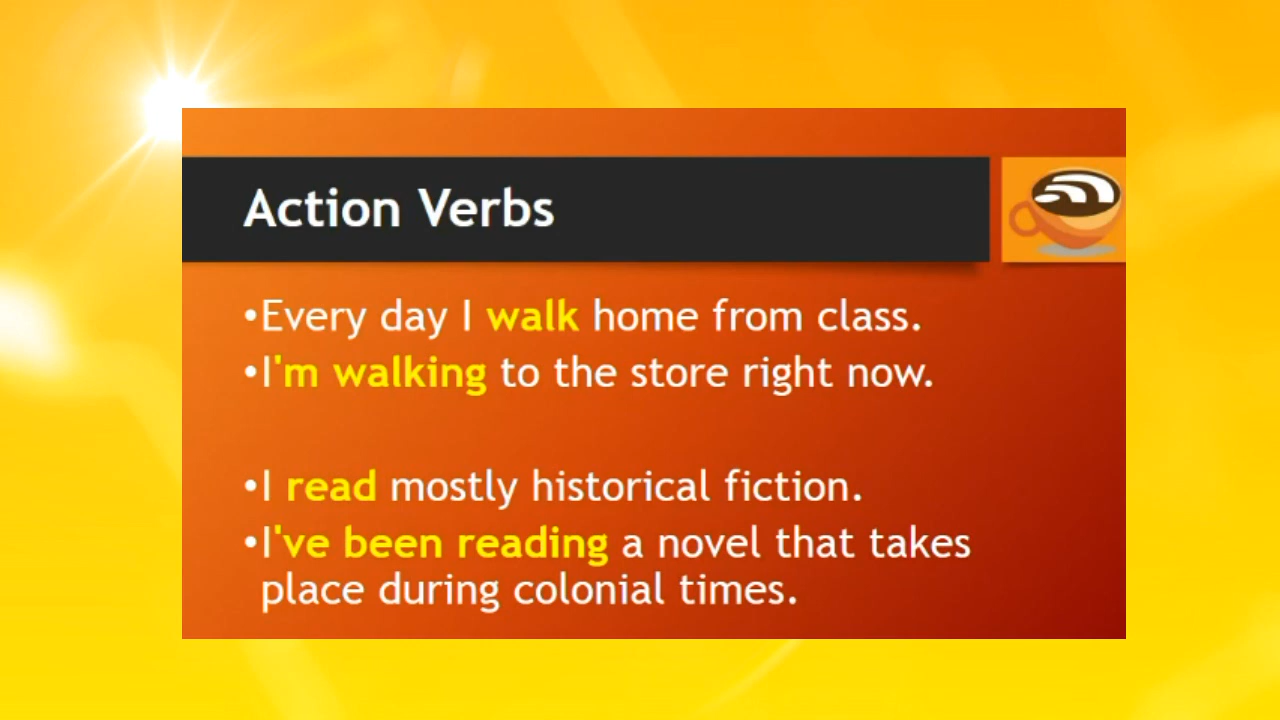 Action Verbs
•Every day I walk home from class.
•I'm walking to the store right now.
•I read mostly historical fiction.
•I've been reading a novel that takes
place during colonial times.